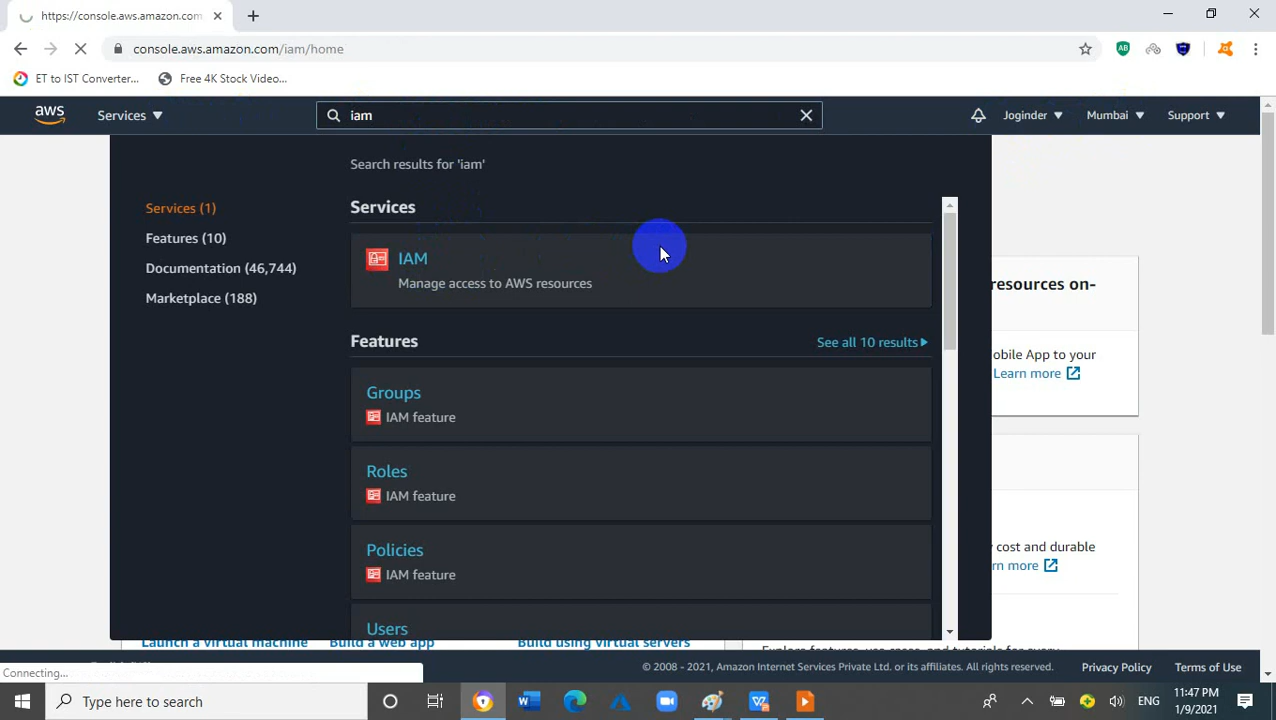 https://console.aws.amazon.com
console.aws.amazon.com/iam/home
ET to IST Converter...
Free 4K Stock Video...
aws
Services
iam
Joginder
Mumbai
Support
Search results for 'iam'
Services (1)
Features (10)
Documentation (46,744)
Marketplace (188)
Services
IAM
Manage access to AWS resources
Features
See all 10 results
Groups
IAM feature
Roles
IAM feature
Policies
IAM feature
Users
resources on-
Mobile App to your
Learn more
cost and durable
rn more
Launch a virtual machine
Build a web app
Build using virtual servers
Connecting...
© 2008 - 2021, Amazon Internet Services Private Ltd. or its affiliates. All rights reserved.
Privacy Policy
Terms of Use
Type here to search
ENG
11:47 PM
1/9/2021